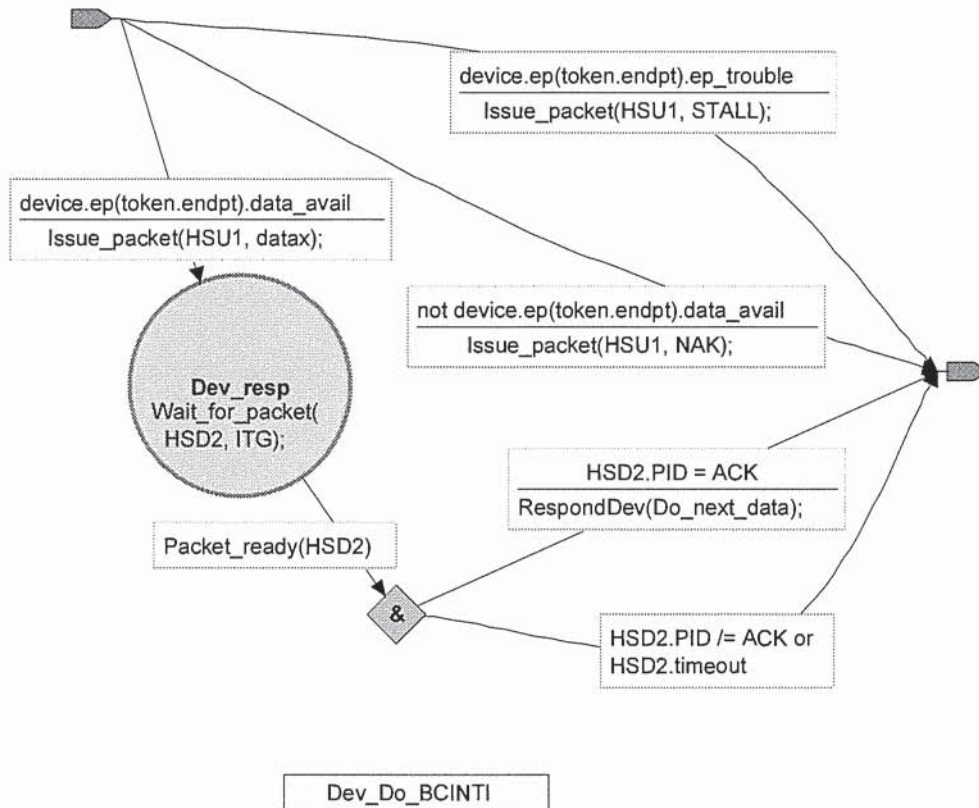 device.ep(token.endpt).ep_trouble
Issue_packet(HSU1, STALL);
device.ep(token.endpt).data_avail
Issue_packet(HSU1, datax);
not device.ep(token.endpt).data_avail
Issue_packet(HSU1, NAK);
Dev_resp
Wait_for_packet(
HSD2, ITG);
HSD2.PID = ACK
RespondDev(Do_next_data);
Packet_ready(HSD2)
&
HSD2.PID /= ACK or
HSD2.timeout
Dev_Do_BCINTI